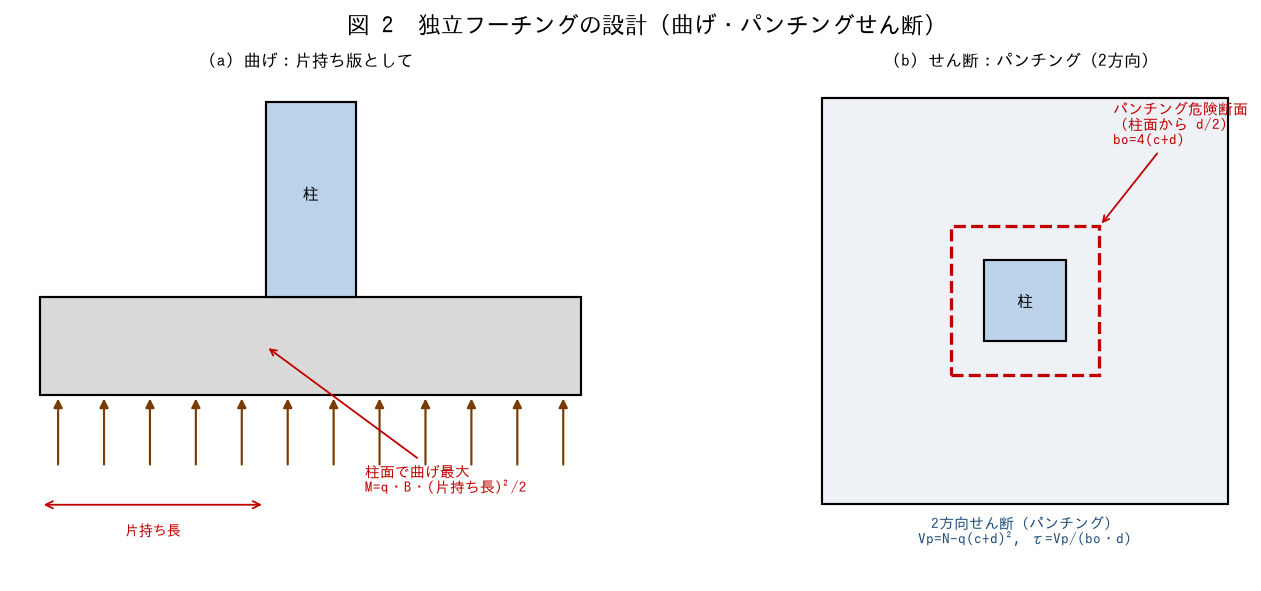 図 2　独立フーチングの設計（曲げ・パンチングせん断）
（a）曲げ：片持ち版として
柱
柱面で曲げ最大
M=q・B・(片持ち長)²/2
片持ち長
（b）せん断：パンチング（2方向）
パンチング危険断面
（柱面から d/2）
bo=4(c+d)
柱
2方向せん断（パンチング）
Vp=N−q(c+d)², τ=Vp/(bo・d)